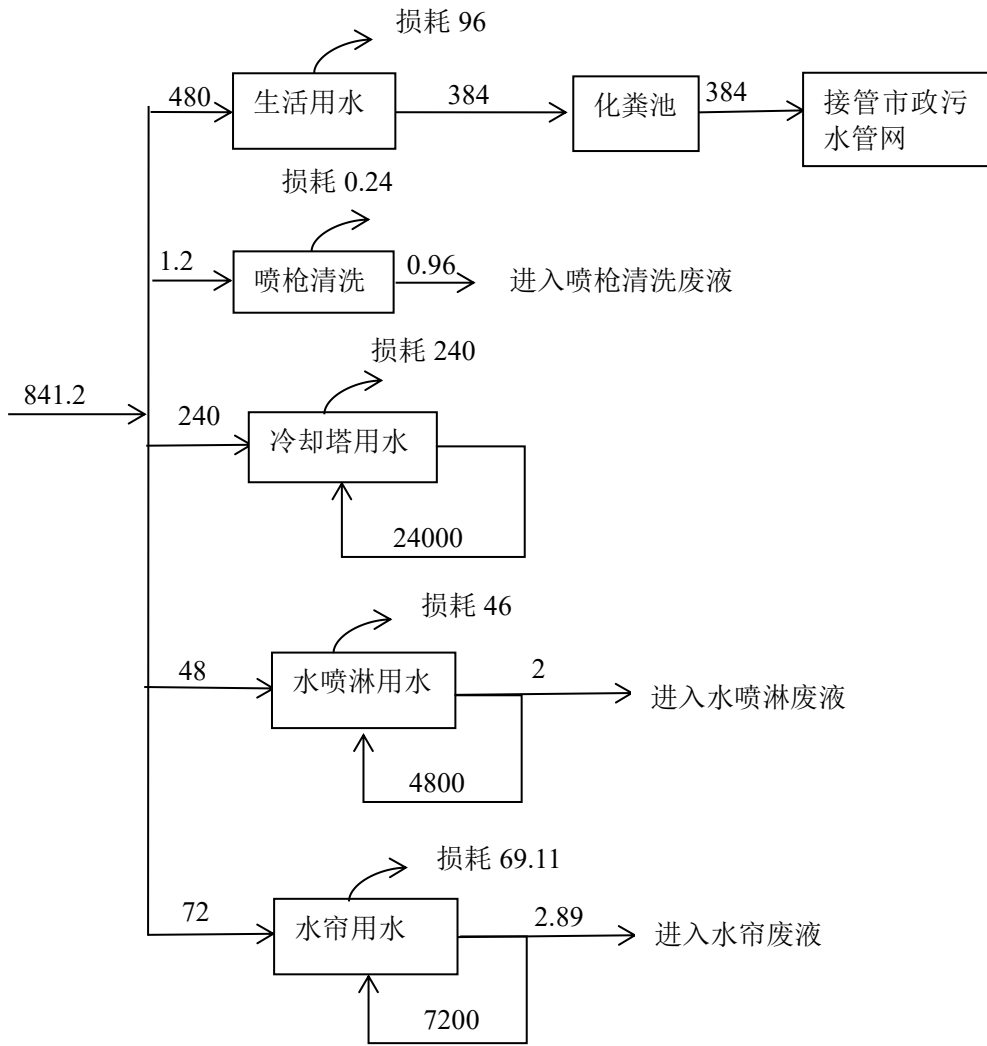 损耗 96
480
生活用水
384
化粪池
384
接管市政污
水管网
损耗 0.24
1.2
喷枪清洗
0.96
进入喷枪清洗废液
损耗 240
841.2
240
冷却塔用水
24000
损耗 46
48
水喷淋用水
2
进入水喷淋废液
4800
损耗 69.11
72
水帘用水
2.89
进入水帘废液
7200